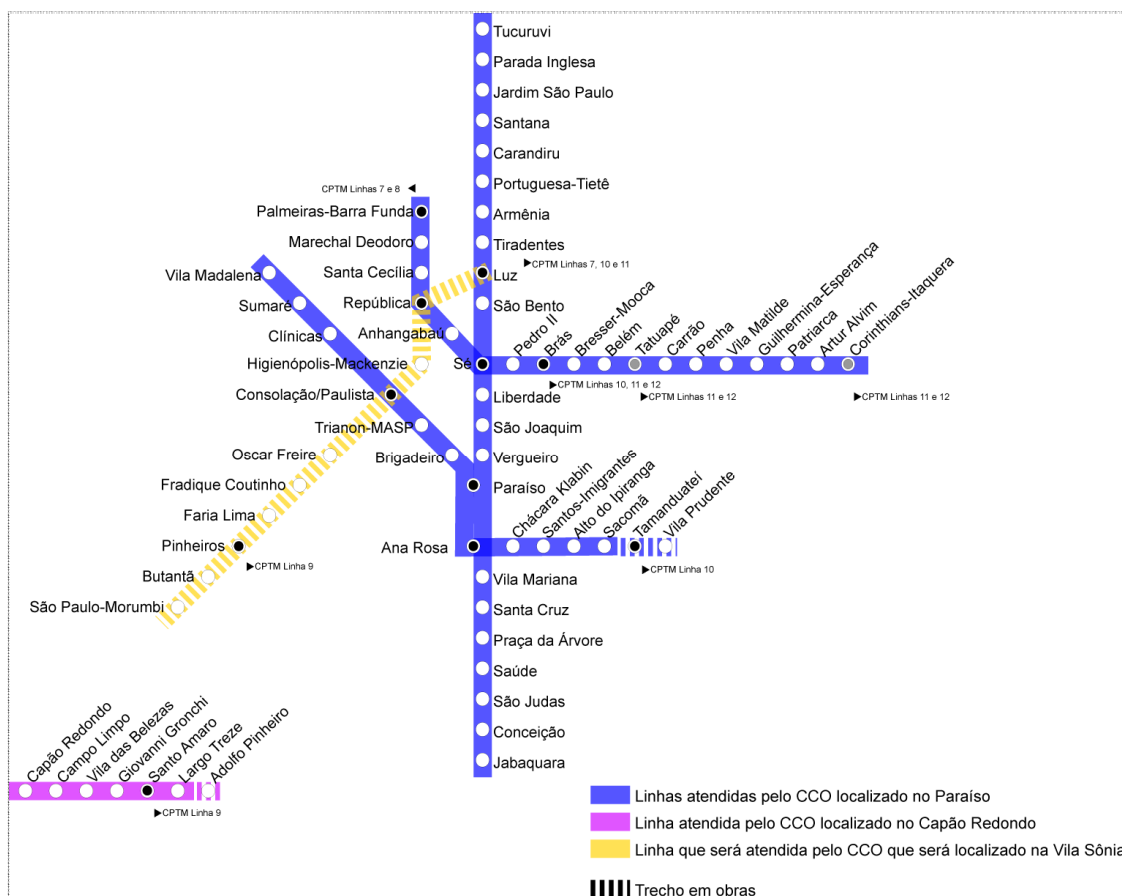 Tucuruvi
Parada Inglesa
Jardim São Paulo
Santana
Carandiru
Portuguesa-Tietê
CPTM Linhas 7 e 8
Palmeiras-Barra Funda
Armênia
Marechal Deodoro
Tiradentes
CPTM Linhas 7, 10 e 11
Vila Madalena
Santa Cecília
Luz
Sumaré
República
São Bento
Clínicas
Anhangabaú
Higienópolis-Mackenzie
Sé
Pedro II
Brás
Bresser-Mooca
Belém
Tatuapé
Carrão
Penha
Vila Matilde
Guilhermina-Esperança
Patriarca
Artur Alvim
Corinthians-Itaquera
CPTM Linhas 10, 11 e 12
CPTM Linhas 11 e 12
CPTM Linhas 11 e 12
Consolação/Paulista
Liberdade
Trianon-MASP
São Joaquim
Oscar Freire
Brigadeiro
Vergueiro
Fradique Coutinho
Paraíso
Faria Lima
Pinheiros
Ana Rosa
Chácara Klabin
Santos-Imigrantes
Alto do Ipiranga
Sacomã
Tamanduateí
Vila Prudente
CPTM Linha 9
CPTM Linha 10
Butantã
Vila Mariana
São Paulo-Morumbi
Santa Cruz
Praça da Árvore
Saúde
São Judas
Conceição
Jabaquara
Capão Redondo
Campo Limpo
Vila das Belezas
Giovanni Gronchi
Santo Amaro
Largo Treze
Adolfo Pinheiro
CPTM Linha 9
Linhas atendidas pelo CCO localizado no Paraíso
Linha atendida pelo CCO localizado no Capão Redondo
Linha que será atendida pelo CCO que será localizado na Vila Sônia
Trecho em obras